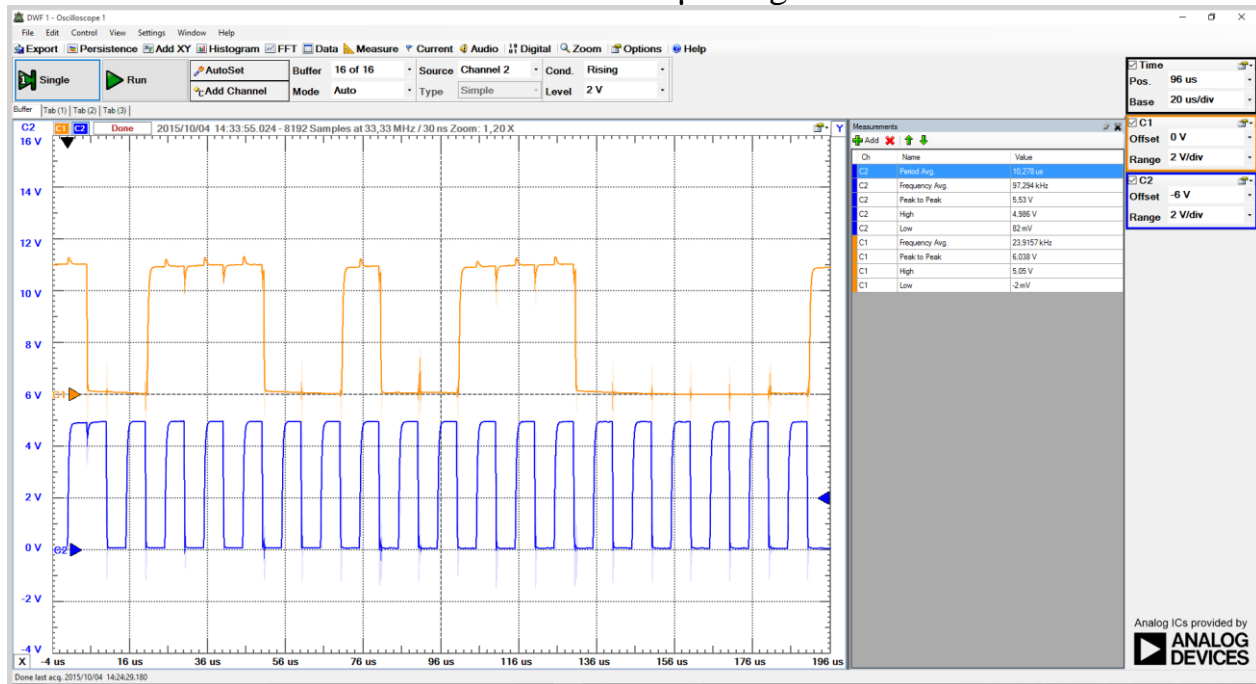 DWF 1 - Oscilloscope 1
File Edit Control View Settings Window Help
Export Persistence Add XY Histogram FFT Data Measure Current Audio Digital Zoom Options Help
Single Run AutoSet Buffer 16 of 16 Source Channel 2 Cond. Rising
Add Channel Mode Auto Type Simple Level 2 V
Buffer Tab (1) Tab (2) Tab (3)
C2 C1 C2 Done 2015/10/04 14:33:55.024 - 8192 Samples at 33,33 MHz / 30 ns Zoom: 1,20 X Y
16 V
14 V
12 V
10 V
8 V
6 V
4 V
2 V
0 V
-2 V
-4 V
C1
C2
X -4 us 16 us 36 us 56 us 76 us 96 us 116 us 136 us 156 us 176 us 196 us
Measurements
Add
Ch Name Value
C2 Period Avg. 10,278 us
C2 Frequency Avg. 97,294 kHz
C2 Peak to Peak 5,53 V
C2 High 4,986 V
C2 Low 82 mV
C1 Frequency Avg. 23,9157 kHz
C1 Peak to Peak 6,038 V
C1 High 5,05 V
C1 Low -2 mV
Time
Pos. 96 us
Base 20 us/div
C1
Offset 0 V
Range 2 V/div
C2
Offset -6 V
Range 2 V/div
Analog ICs provided by
ANALOG
DEVICES
Done last acq. 2015/10/04 14:24:29.180